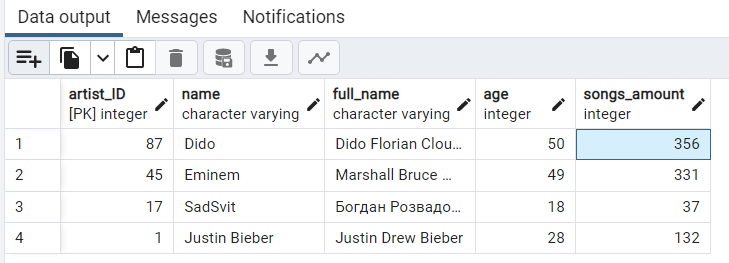 Data output Messages Notifications
artist_ID name full_name age songs_amount
[PK] integer character varying character varying integer integer
1 87 Dido Dido Florian Clou... 50 356
2 45 Eminem Marshall Bruce ... 49 331
3 17 SadSvit Богдан Розвадо... 18 37
4 1 Justin Bieber Justin Drew Bieber 28 132